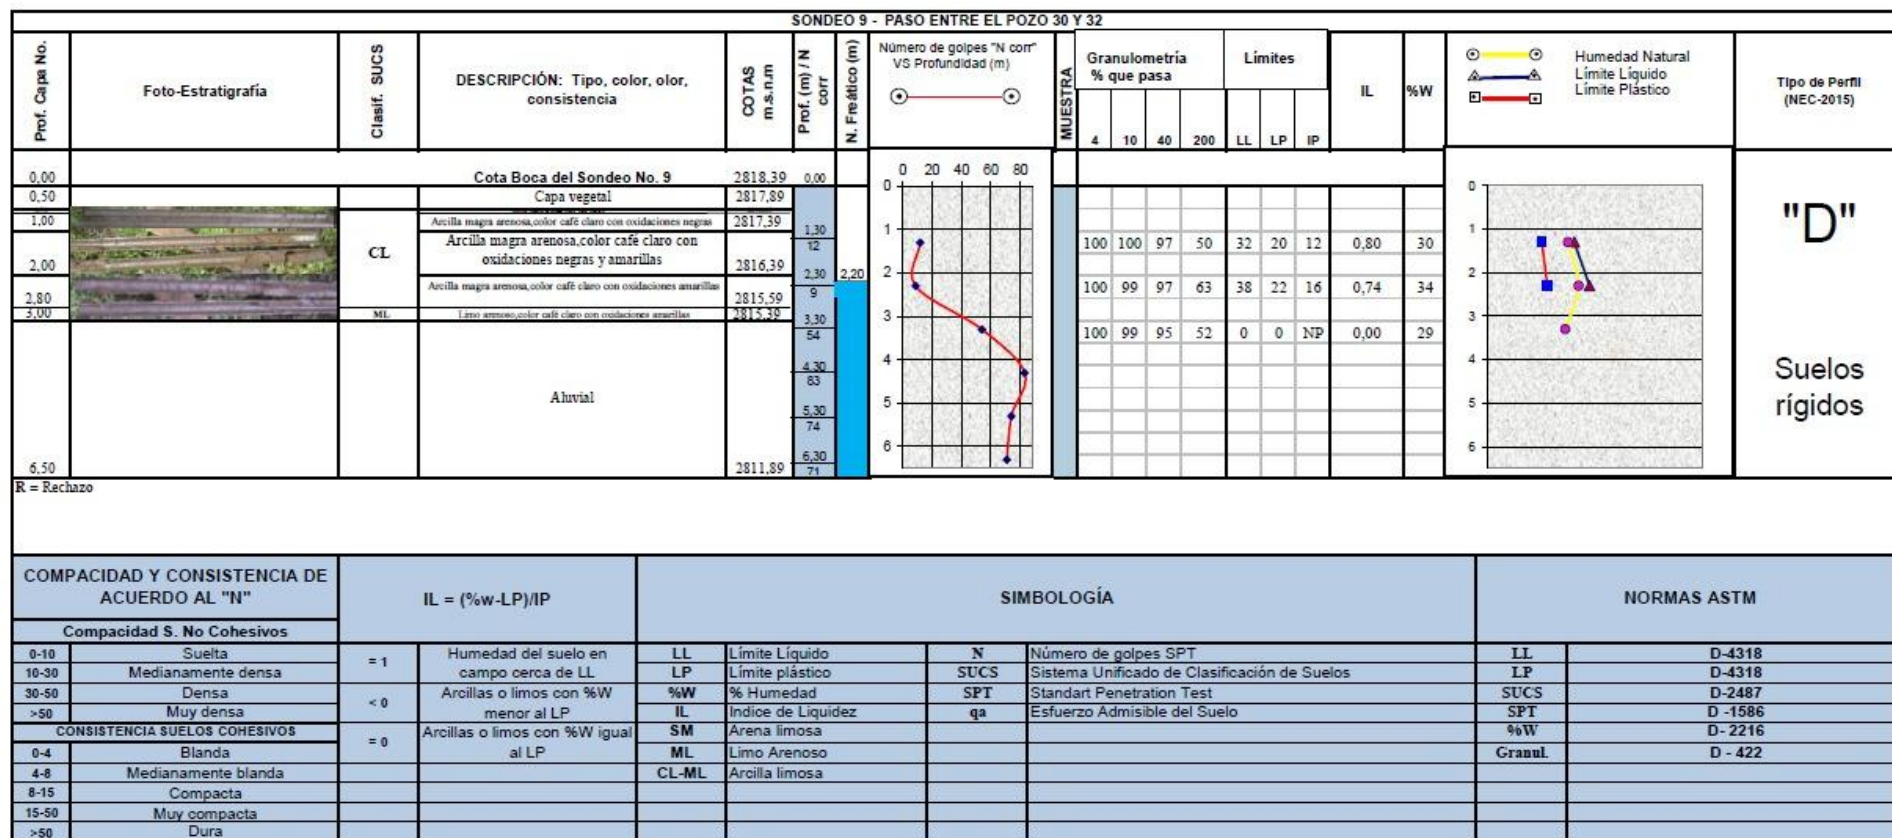 SONDEO 9 - PASO ENTRE EL POZO 30 Y 32
Prof. Capa No.
Foto-Estratigrafía
Clasif. SUCS
DESCRIPCIÓN: Tipo, color, olor,
consistencia
COTAS
m.s.n.m
Prof. (m) / N
corr
N. Freático (m)
Número de golpes "N corr"
VS Profundidad (m)
MUESTRA
Granulometría
% que pasa
4 10 40 200
Límites
LL LP IP
IL
%W
Humedad Natural
Límite Líquido
Límite Plástico
Tipo de Perfil
(NEC-2015)
0,00 Cota Boca del Sondeo No. 9 2818,39 0,00
0,50 Capa vegetal 2817,89
1,00 Arcilla magra arenosa,color café claro con oxidaciones negras 2817,39
1,30
12
CL
Arcilla magra arenosa,color café claro con
oxidaciones negras y amarillas
2,00 2816,39
2,30 2,20
9
Arcilla magra arenosa,color café claro con oxidaciones amarillas
2,80 2815,59
3,00 ML Limo arenoso,color café claro con oxidaciones amarillas 2815,39
3,30
54
4,30
83
Aluvial
5,30
74
6,30
6,50 2811,89 71
0 20 40 60 80
0
1
2
3
4
5
6
100 100 97 50 32 20 12 0,80 30
100 99 97 63 38 22 16 0,74 34
100 99 95 52 0 0 NP 0,00 29
0
1
2
3
4
5
6
"D"
Suelos
rígidos
R = Rechazo
COMPACIDAD Y CONSISTENCIA DE
ACUERDO AL "N"
IL = (%w-LP)/IP
SIMBOLOGÍA
NORMAS ASTM
Compacidad S. No Cohesivos
0-10 Suelta
10-30 Medianamente densa
30-50 Densa
>50 Muy densa
CONSISTENCIA SUELOS COHESIVOS
0-4 Blanda
4-8 Medianamente blanda
8-15 Compacta
15-50 Muy compacta
>50 Dura
= 1 Humedad del suelo en
campo cerca de LL
< 0 Arcillas o limos con %W
menor al LP
= 0 Arcillas o limos con %W igual
al LP
LL Límite Líquido
LP Límite plástico
%W % Humedad
IL Indice de Liquidez
SM Arena limosa
ML Limo Arenoso
CL-ML Arcilla limosa
N Número de golpes SPT
SUCS Sistema Unificado de Clasificación de Suelos
SPT Standart Penetration Test
qa Esfuerzo Admisible del Suelo
LL D-4318
LP D-4318
SUCS D-2487
SPT D -1586
%W D- 2216
Granul. D - 422